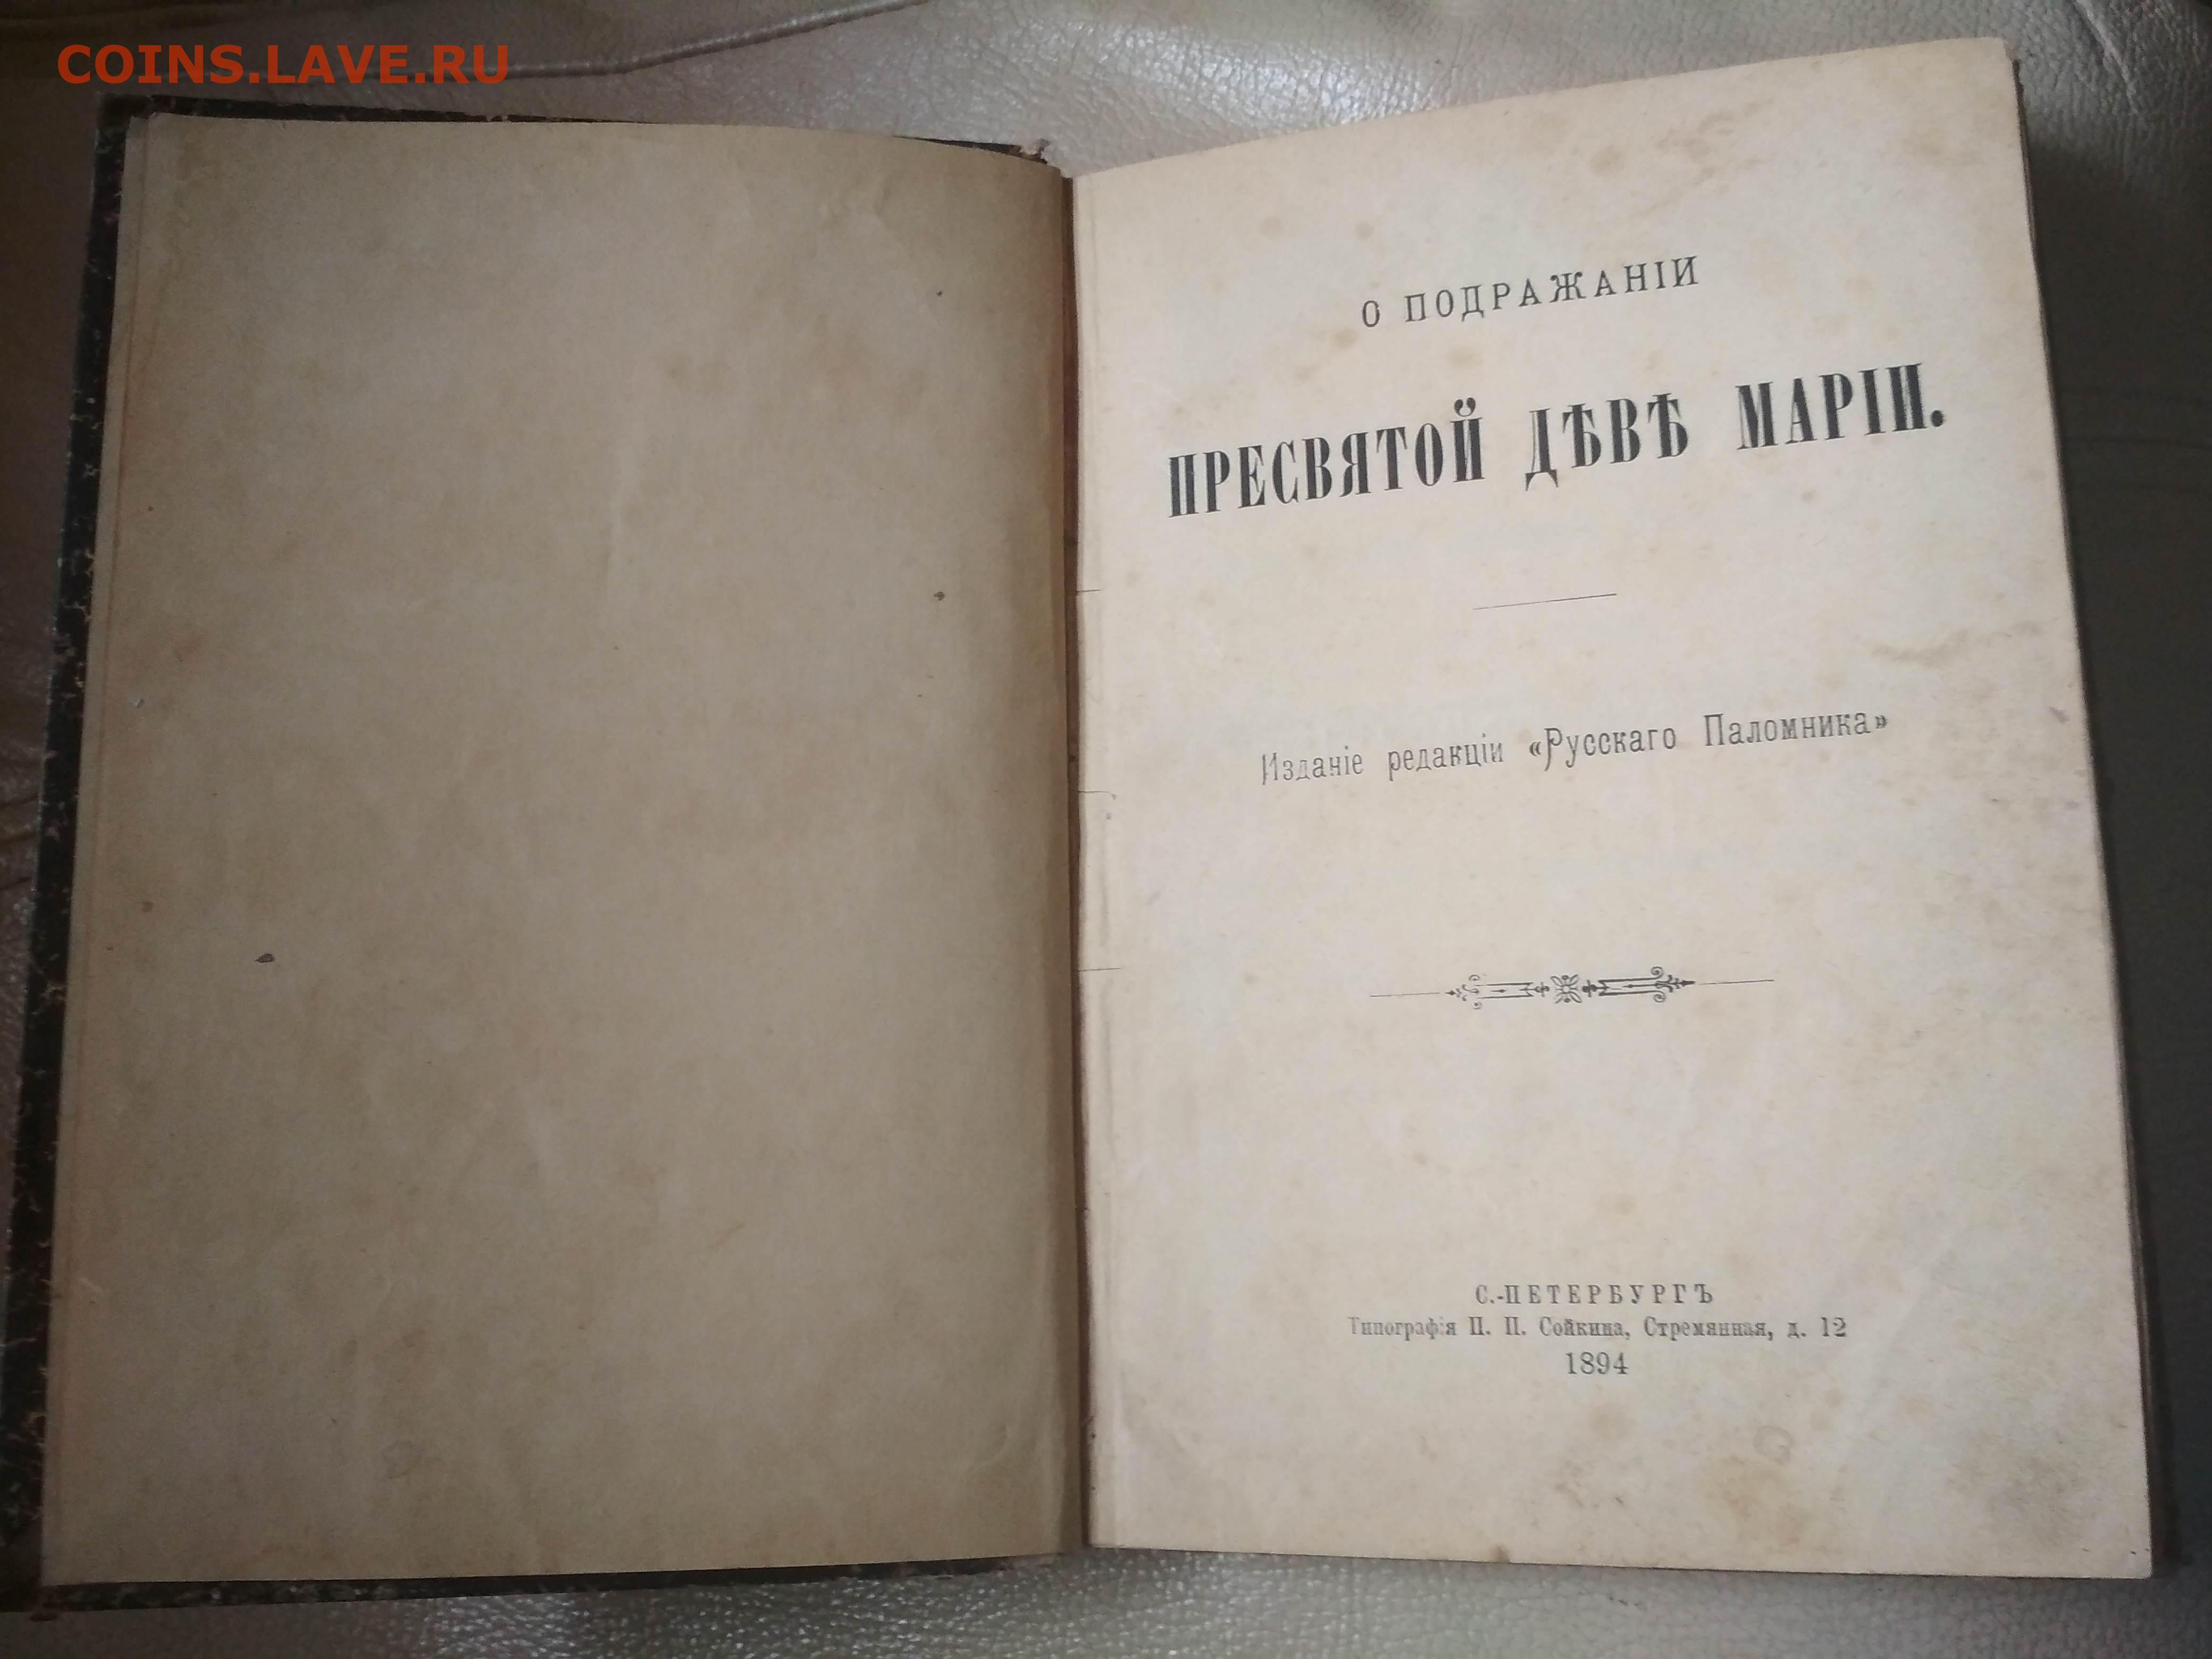 COINS.LAVE.RU
О ПОДРАЖАНІИ
ПРЕСВЯТОЙ ДѢВѢ МАРІИ.
Изданіе редакціи «Русскаго Паломника»
С.-ПЕТЕРБУРГЪ
Типографія П. П. Сойкина, Стремянная, д. 12
1894